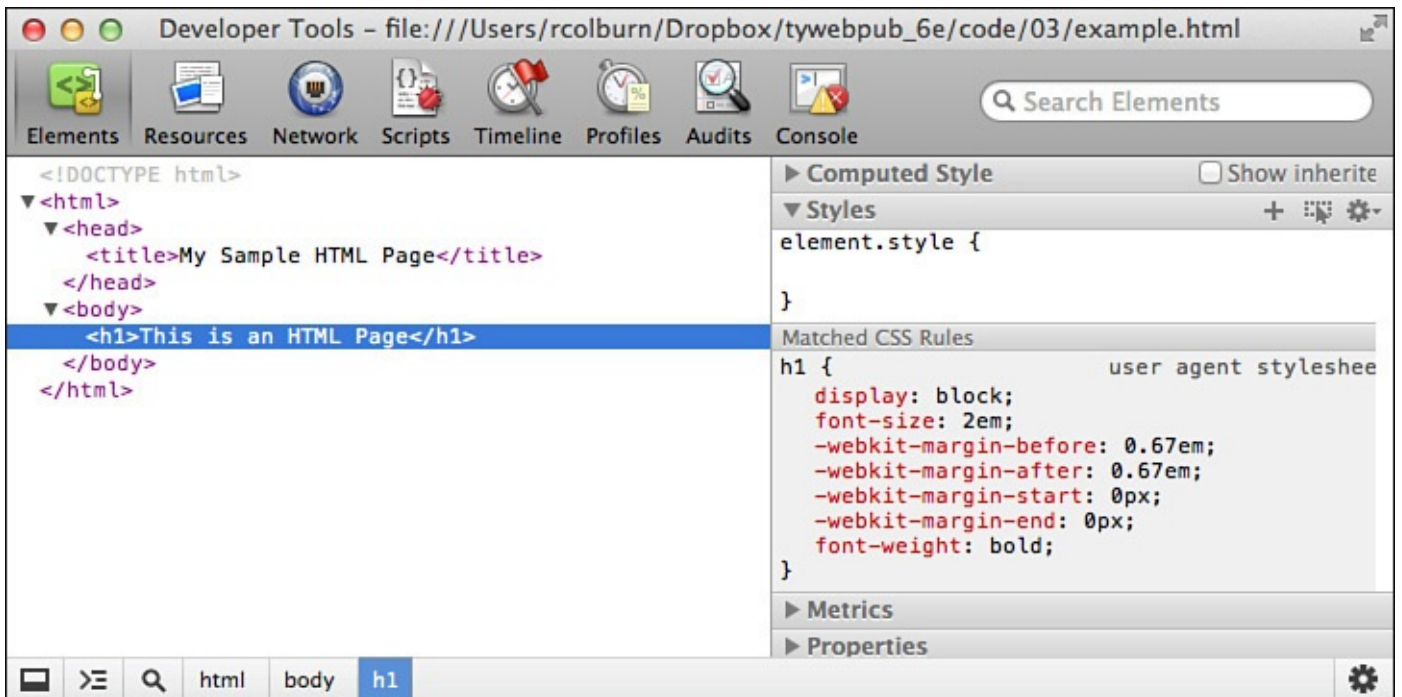 Developer Tools – file:///Users/rcolburn/Dropbox/tywebpub_6e/code/03/example.html
Elements Resources Network Scripts Timeline Profiles Audits Console
Search Elements
<!DOCTYPE html>
▼<html>
▼<head>
<title>My Sample HTML Page</title>
</head>
▼<body>
<h1>This is an HTML Page</h1>
</body>
</html>
▶Computed Style Show inherite
▼Styles
element.style {
}
Matched CSS Rules
h1 { user agent styleshee
display: block;
font-size: 2em;
-webkit-margin-before: 0.67em;
-webkit-margin-after: 0.67em;
-webkit-margin-start: 0px;
-webkit-margin-end: 0px;
font-weight: bold;
}
▶Metrics
▶Properties
html body h1